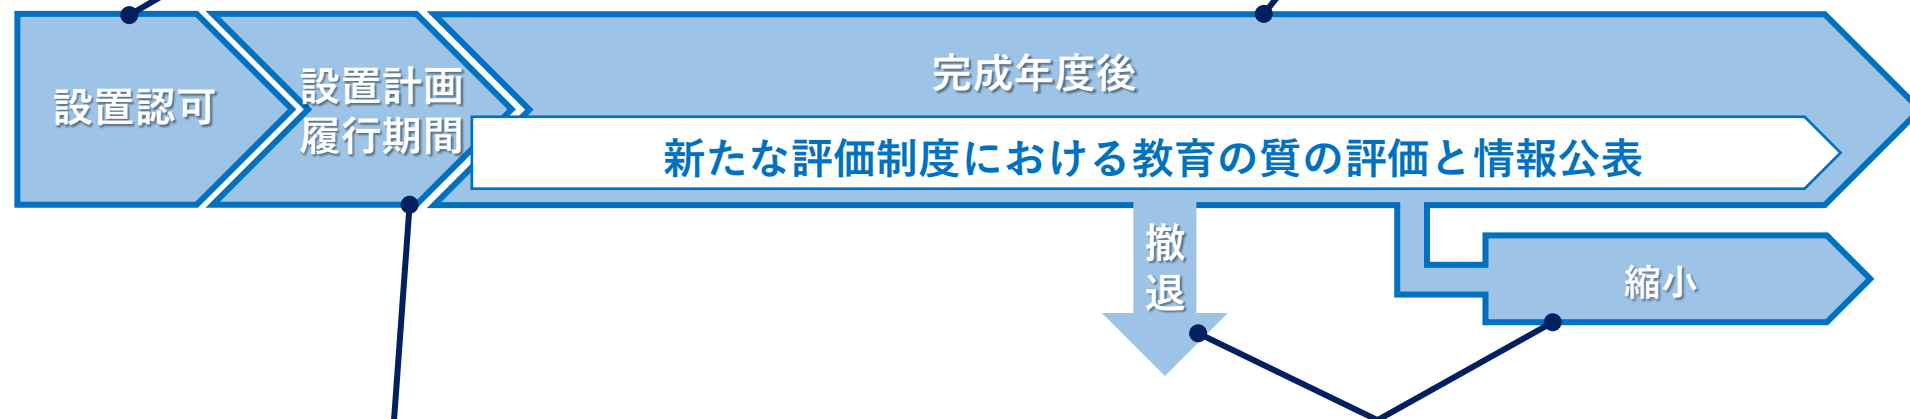 設置認可
設置計画
履行期間
完成年度後
新たな評価制度における教育の質の評価と情報公表
撤退
縮小